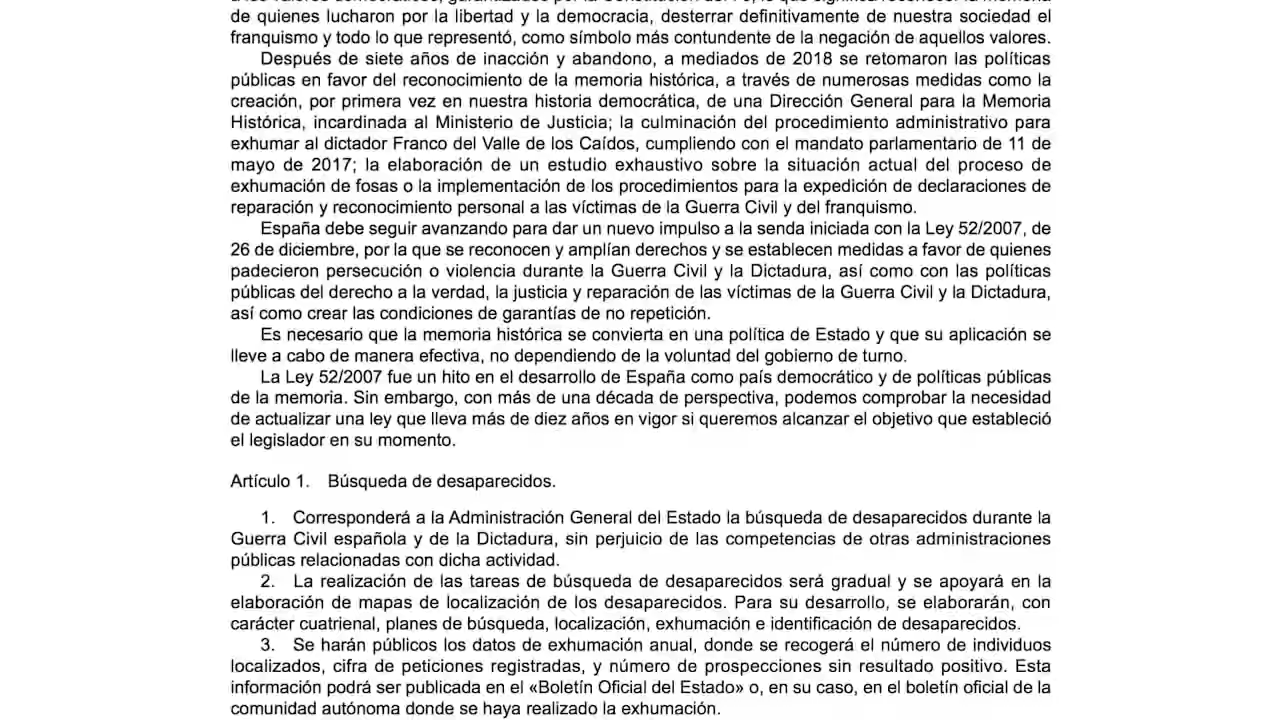 de quienes lucharon por la libertad y la democracia, desterrar definitivamente de nuestra sociedad el
franquismo y todo lo que representó, como símbolo más contundente de la negación de aquellos valores.
Después de siete años de inacción y abandono, a mediados de 2018 se retomaron las políticas
públicas en favor del reconocimiento de la memoria histórica, a través de numerosas medidas como la
creación, por primera vez en nuestra historia democrática, de una Dirección General para la Memoria
Histórica, incardinada al Ministerio de Justicia; la culminación del procedimiento administrativo para
exhumar al dictador Franco del Valle de los Caídos, cumpliendo con el mandato parlamentario de 11 de
mayo de 2017; la elaboración de un estudio exhaustivo sobre la situación actual del proceso de
exhumación de fosas o la implementación de los procedimientos para la expedición de declaraciones de
reparación y reconocimiento personal a las víctimas de la Guerra Civil y del franquismo.
España debe seguir avanzando para dar un nuevo impulso a la senda iniciada con la Ley 52/2007, de
26 de diciembre, por la que se reconocen y amplían derechos y se establecen medidas a favor de quienes
padecieron persecución o violencia durante la Guerra Civil y la Dictadura, así como con las políticas
públicas del derecho a la verdad, la justicia y reparación de las víctimas de la Guerra Civil y la Dictadura,
así como crear las condiciones de garantías de no repetición.
Es necesario que la memoria histórica se convierta en una política de Estado y que su aplicación se
lleve a cabo de manera efectiva, no dependiendo de la voluntad del gobierno de turno.
La Ley 52/2007 fue un hito en el desarrollo de España como país democrático y de políticas públicas
de la memoria. Sin embargo, con más de una década de perspectiva, podemos comprobar la necesidad
de actualizar una ley que lleva más de diez años en vigor si queremos alcanzar el objetivo que estableció
el legislador en su momento.
Artículo 1. Búsqueda de desaparecidos.
1. Corresponderá a la Administración General del Estado la búsqueda de desaparecidos durante la
Guerra Civil española y de la Dictadura, sin perjuicio de las competencias de otras administraciones
públicas relacionadas con dicha actividad.
2. La realización de las tareas de búsqueda de desaparecidos será gradual y se apoyará en la
elaboración de mapas de localización de los desaparecidos. Para su desarrollo, se elaborarán, con
carácter cuatrienal, planes de búsqueda, localización, exhumación e identificación de desaparecidos.
3. Se harán públicos los datos de exhumación anual, donde se recogerá el número de individuos
localizados, cifra de peticiones registradas, y número de prospecciones sin resultado positivo. Esta
información podrá ser publicada en el «Boletín Oficial del Estado» o, en su caso, en el boletín oficial de la
comunidad autónoma donde se haya realizado la exhumación.